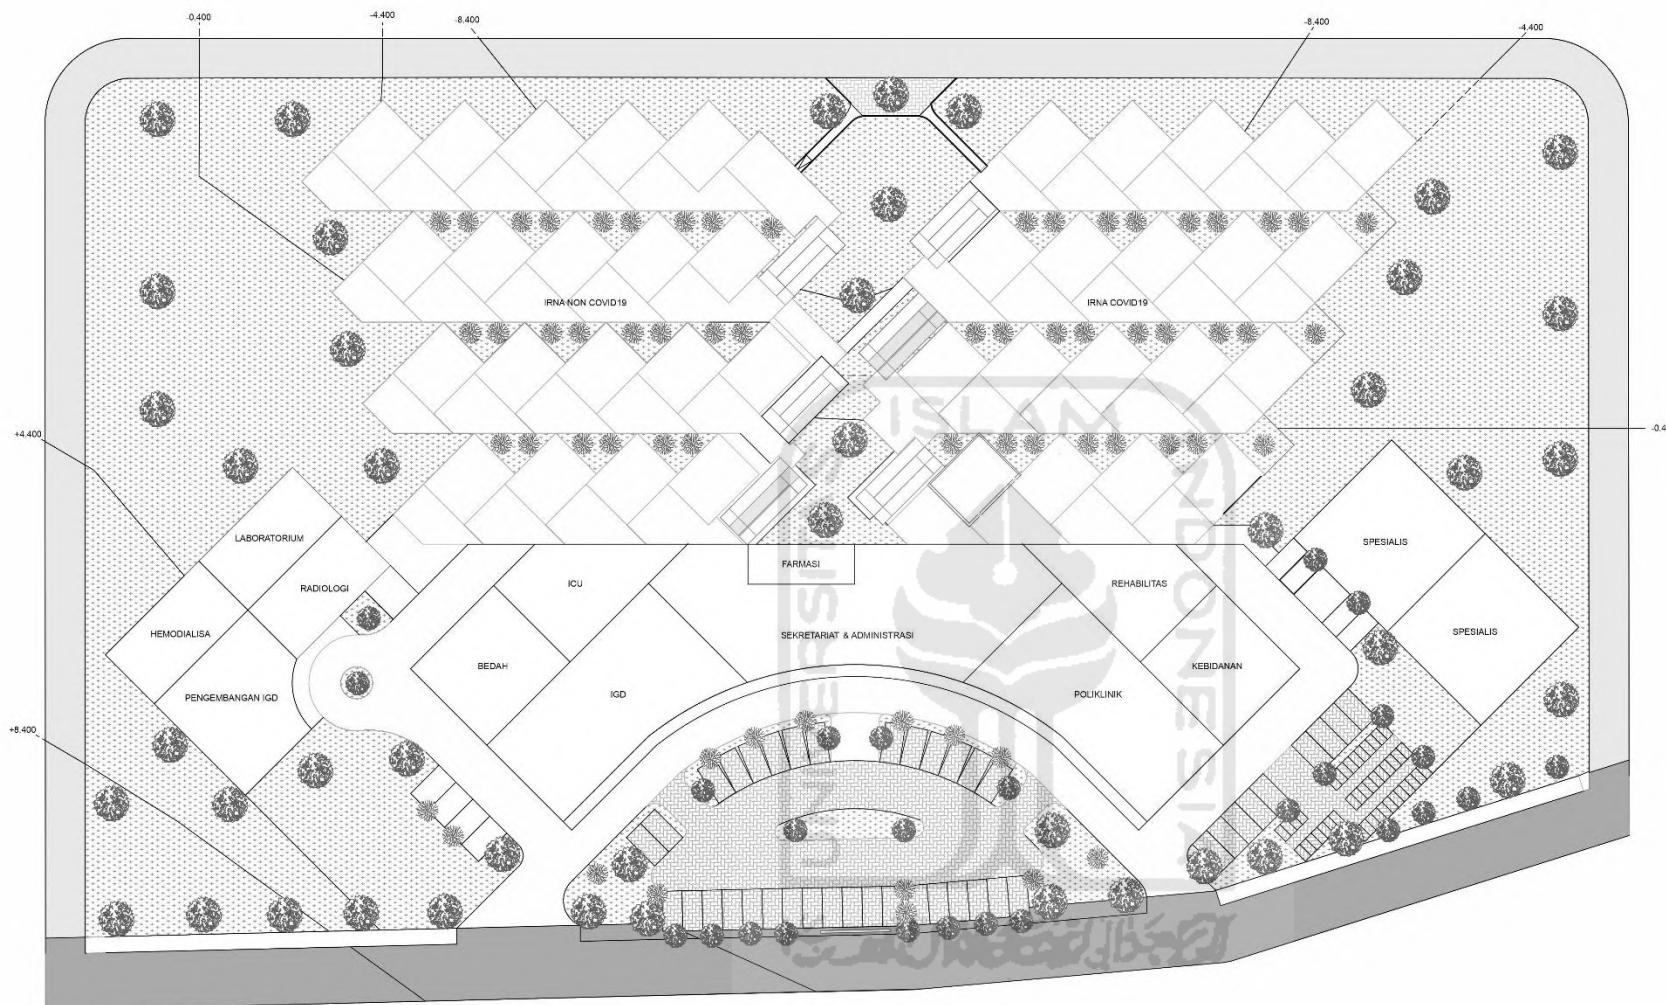 -0.400
-4.400
-8.400
-8.400
-4.400
IRNA NON COVID19
IRNA COVID19
ISLAM
+4.400
-0.4
LABORATORIUM
SPESIALIS
FARMASI
ICU
REHABILITAS
RADIOLOGI
HEMODIALISA
SEKRETARIAT & ADMINISTRASI
SPESIALIS
BEDAH
KEBIDANAN
IGD
POLIKLINIK
PENGEMBANGAN IGD
+8.400
UNIVERSITAS
INDONESIA